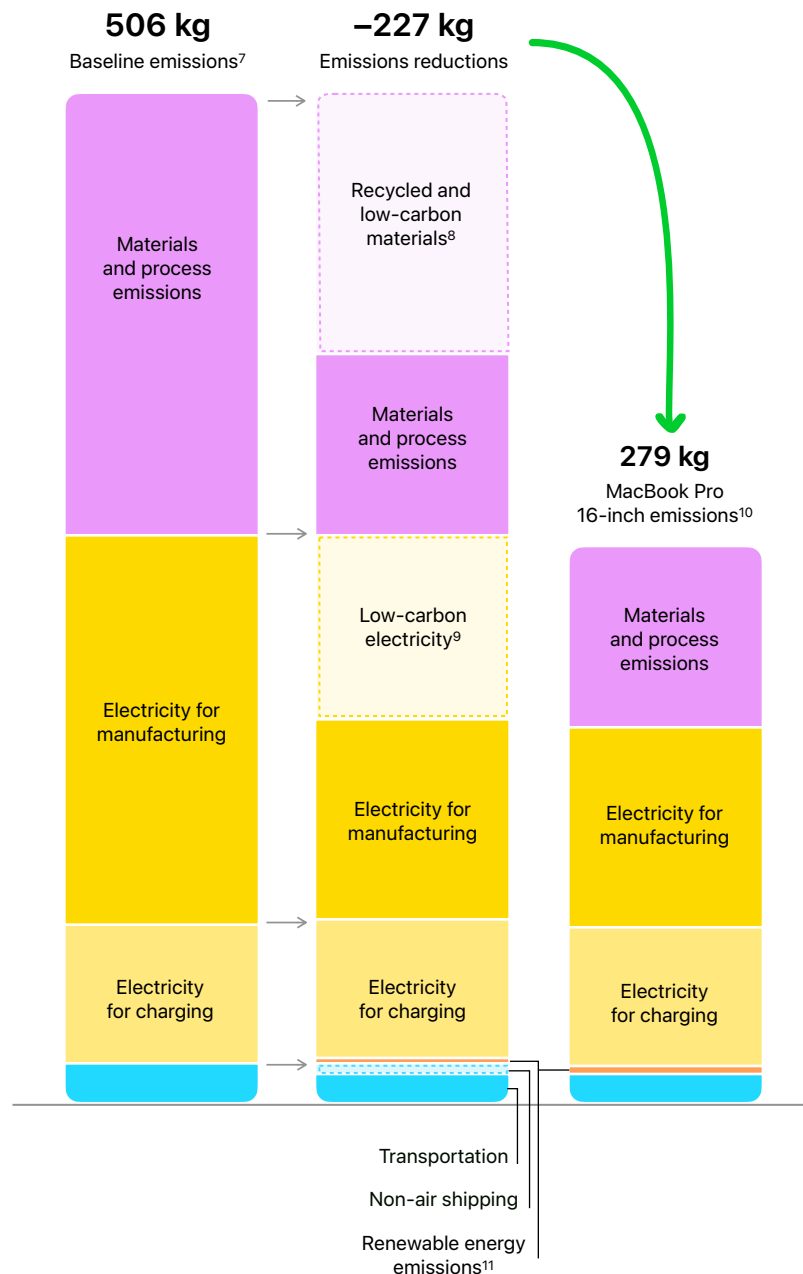 506 kg
Baseline emissions⁷
–227 kg
Emissions reductions
Materials
and process
emissions
Electricity for
manufacturing
Electricity
for charging
Recycled and
low-carbon
materials⁸
Materials
and process
emissions
Low-carbon
electricity⁹
Electricity for
manufacturing
Electricity
for charging
279 kg
MacBook Pro
16-inch emissions¹⁰
Materials
and process
emissions
Electricity for
manufacturing
Electricity
for charging
Transportation
Non-air shipping
Renewable energy
emissions¹¹